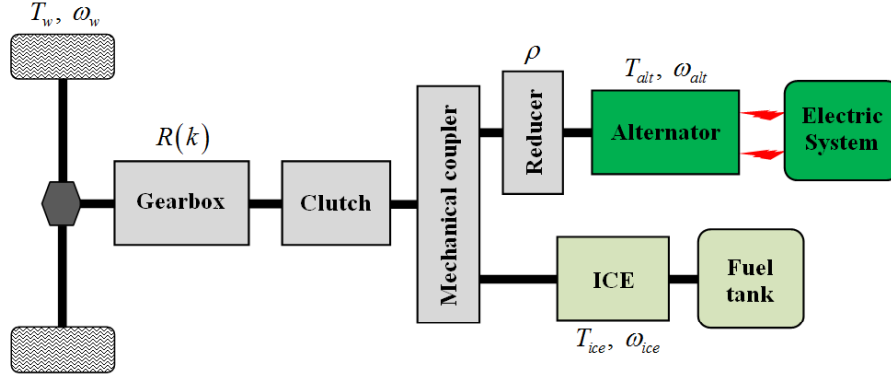 T_w, ω_w
ρ
T_alt, ω_alt
R(k)
Gearbox
Clutch
Mechanical coupler
Reducer
Alternator
Electric
System
ICE
Fuel
tank
T_ice, ω_ice